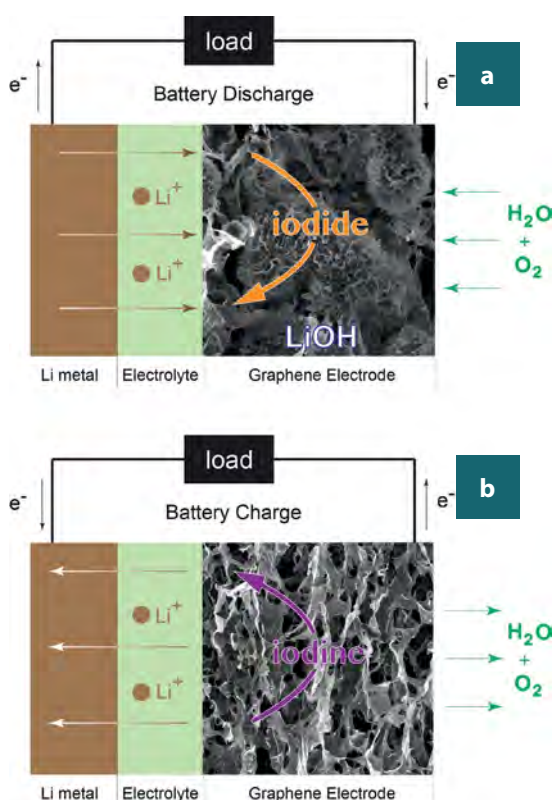 load
a
e-
e-
Battery Discharge
Li+
iodide
H2O
+
O2
Li+
LiOH
Li metal
Electrolyte
Graphene Electrode
load
b
e-
e-
Battery Charge
Li+
iodine
H2O
+
O2
Li+
Li metal
Electrolyte
Graphene Electrode